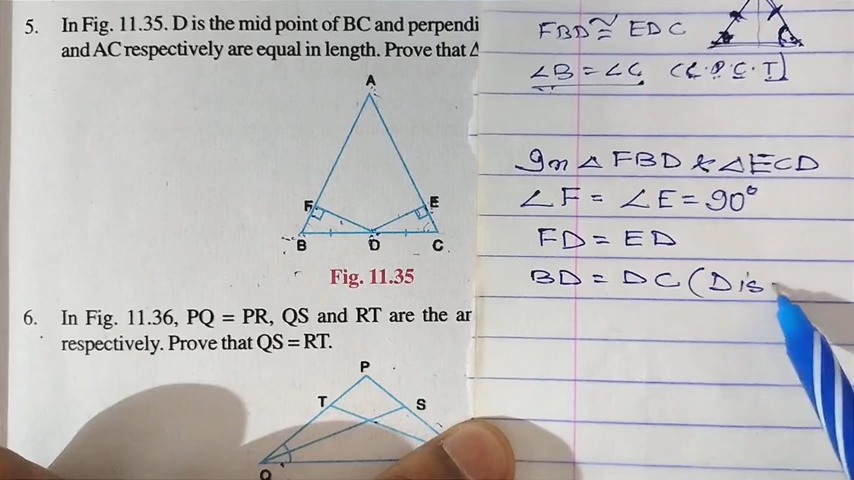 5. In Fig. 11.35. D is the mid point of BC and perpendi
and AC respectively are equal in length. Prove that Δ
A
F
E
B
D
C
Fig. 11.35
6. In Fig. 11.36, PQ = PR, QS and RT are the
respectively. Prove that QS = RT.
P
T
S
Q
FBD ≅ EDC
∠B = ∠C (C.P.C.T)
In △ FBD & △ECD
∠F = ∠E = 90°
FD = ED
BD = DC (D is